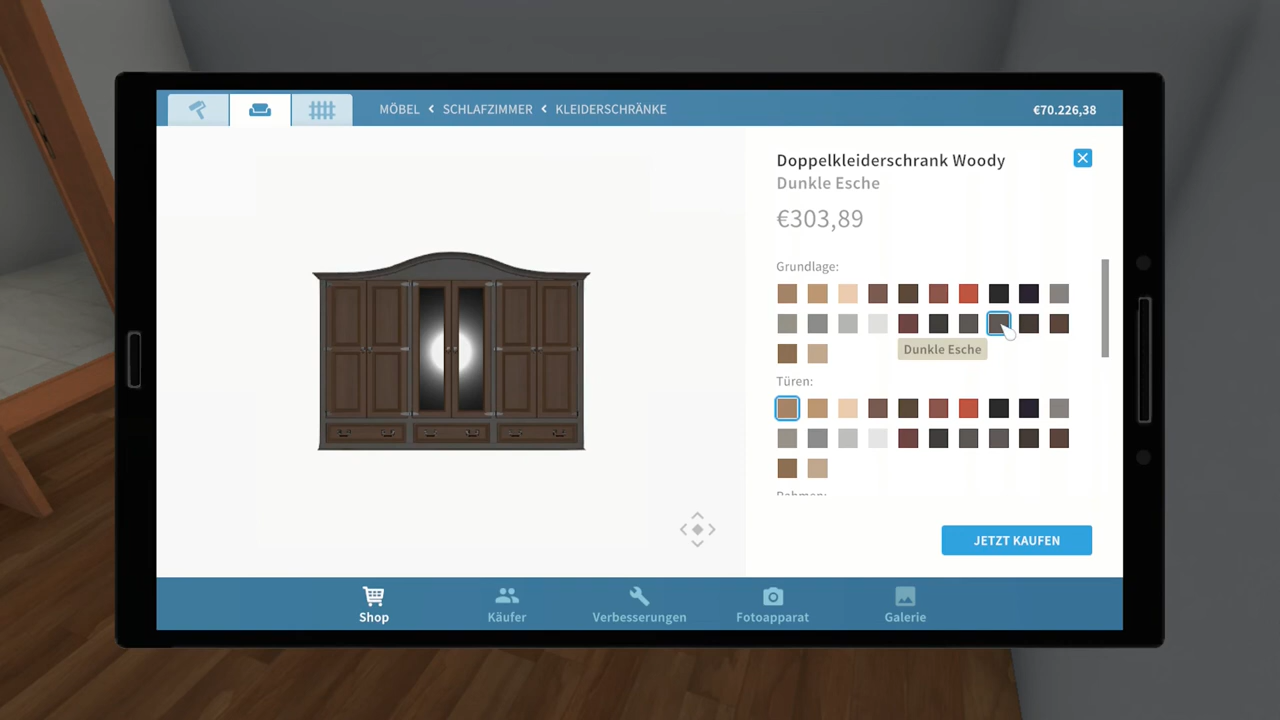 MÖBEL < SCHLAFZIMMER < KLEIDERSCHRÄNKE
€70.226,38
Doppelkleiderschrank Woody
Dunkle Esche
€303,89
Grundlage:
Dunkle Esche
Türen:
Rahmen:
JETZT KAUFEN
Shop
Käufer
Verbesserungen
Fotoapparat
Galerie